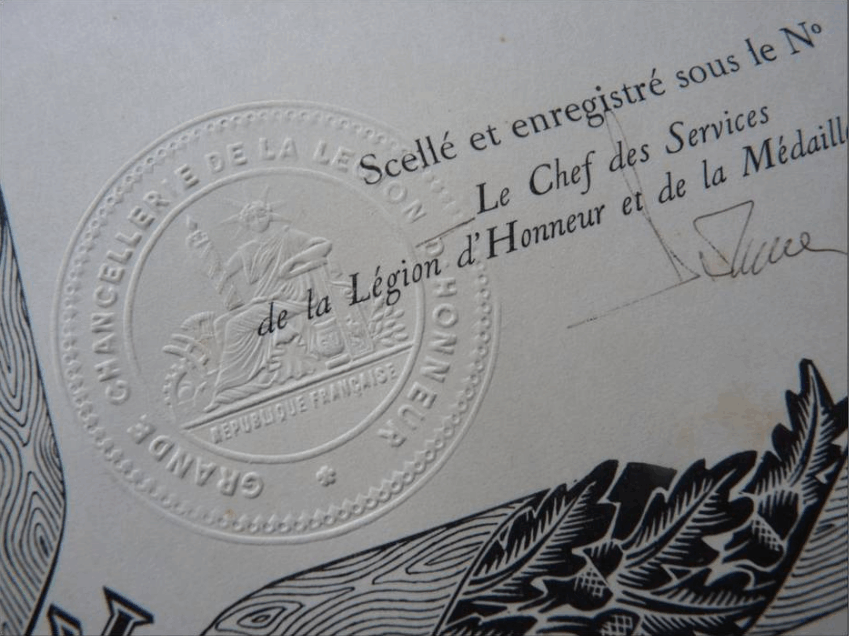 Scellé et enregistré sous le Nº
Le Chef des Services
de la Légion d'Honneur et de la Médaille
GRANDE CHANCELLERIE DE LA LEGION D'HONNEUR
REPUBLIQUE FRANÇAISE